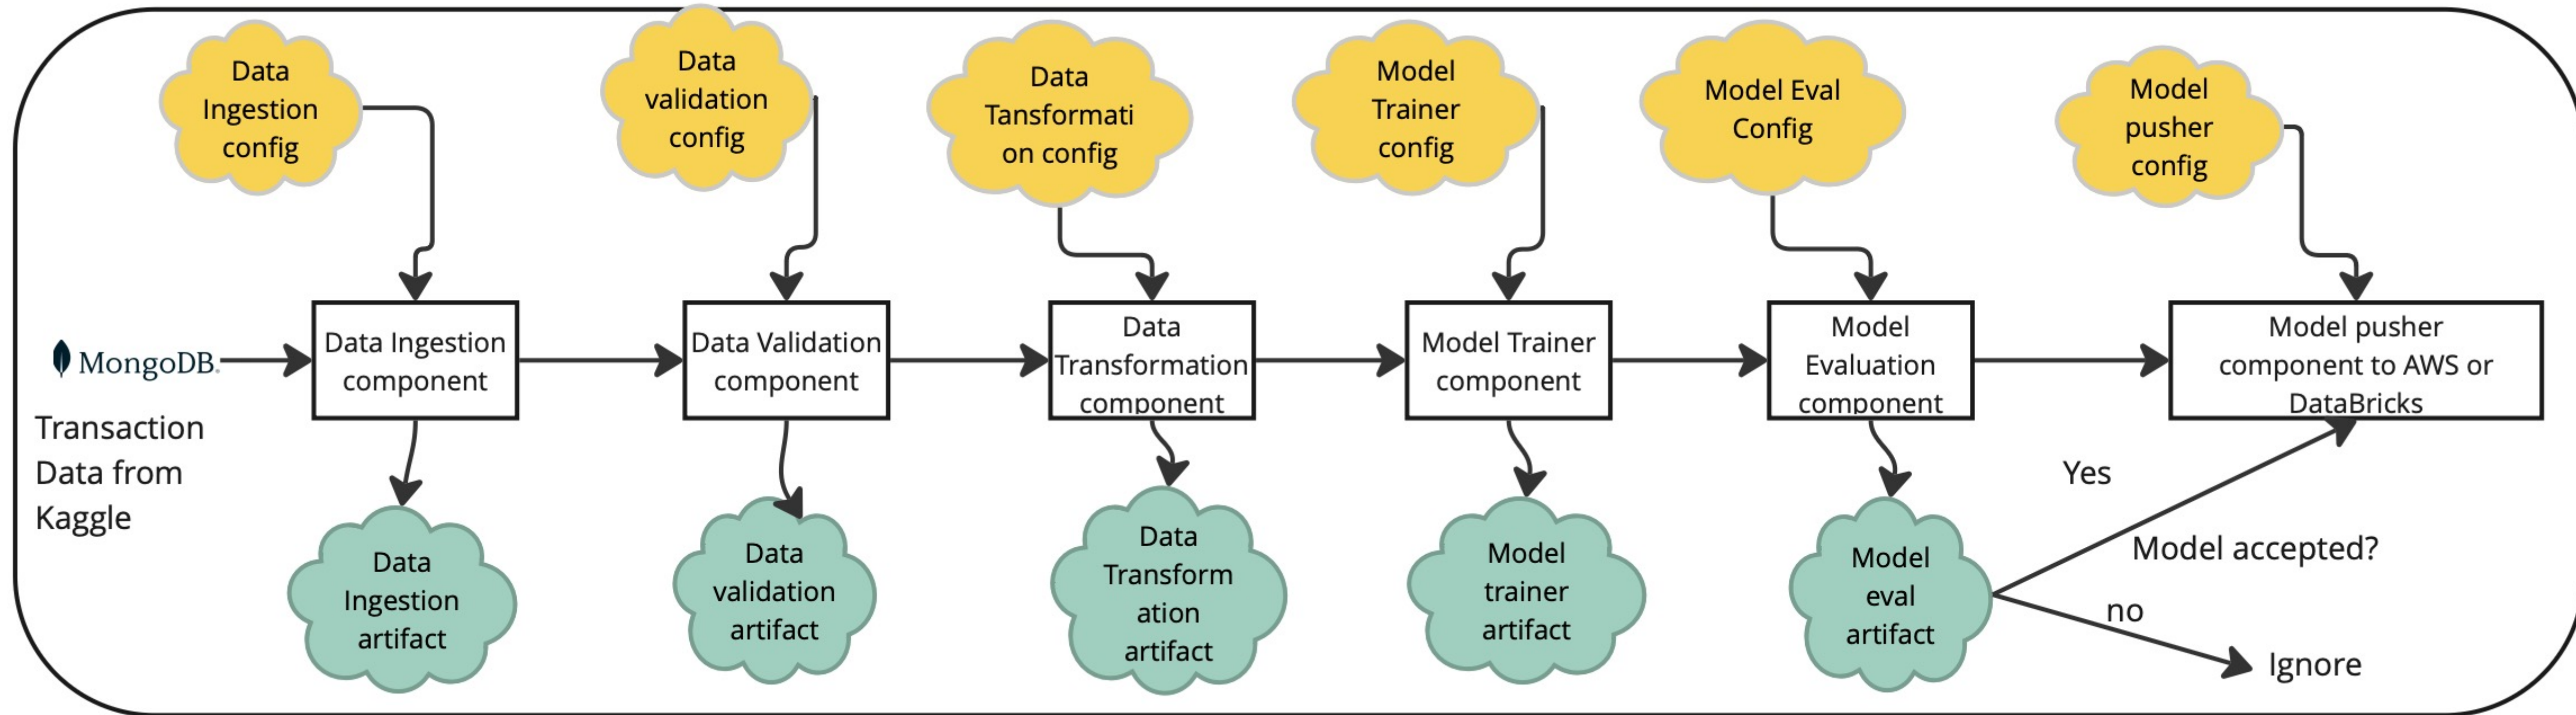 Data
Ingestion
config
Data
validation
config
Data
Tansformati
on config
Model
Trainer
config
Model Eval
Config
Model
pusher
config
MongoDB.
Data Ingestion
component
Data Validation
component
Data
Transformation
component
Model Trainer
component
Model
Evaluation
component
Model pusher
component to AWS or
DataBricks
Transaction
Data from
Kaggle
Data
Ingestion
artifact
Data
validation
artifact
Data
Transform
ation
artifact
Model
trainer
artifact
Model
eval
artifact
Yes
Model accepted?
no
Ignore